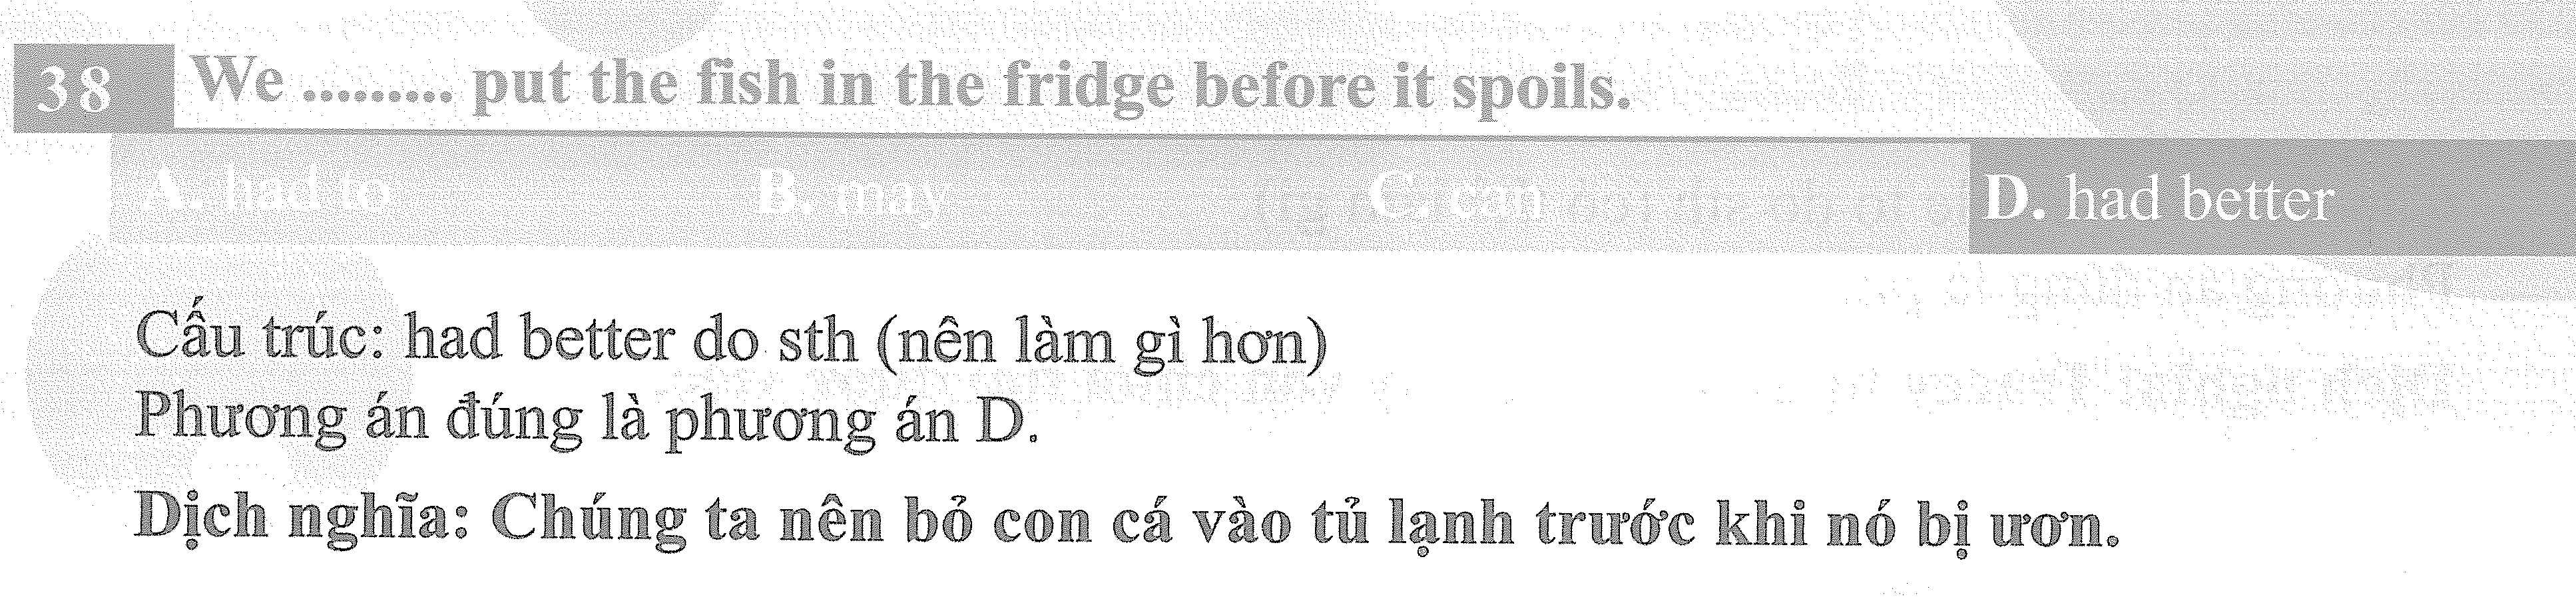 38 We ......... put the fish in the fridge before it spoils.
A. had to B. may C. can D. had better
Cấu trúc: had better do sth (nên làm gì hơn)
Phương án đúng là phương án D.
Dịch nghĩa: Chúng ta nên bỏ con cá vào tủ lạnh trước khi nó bị ươn.